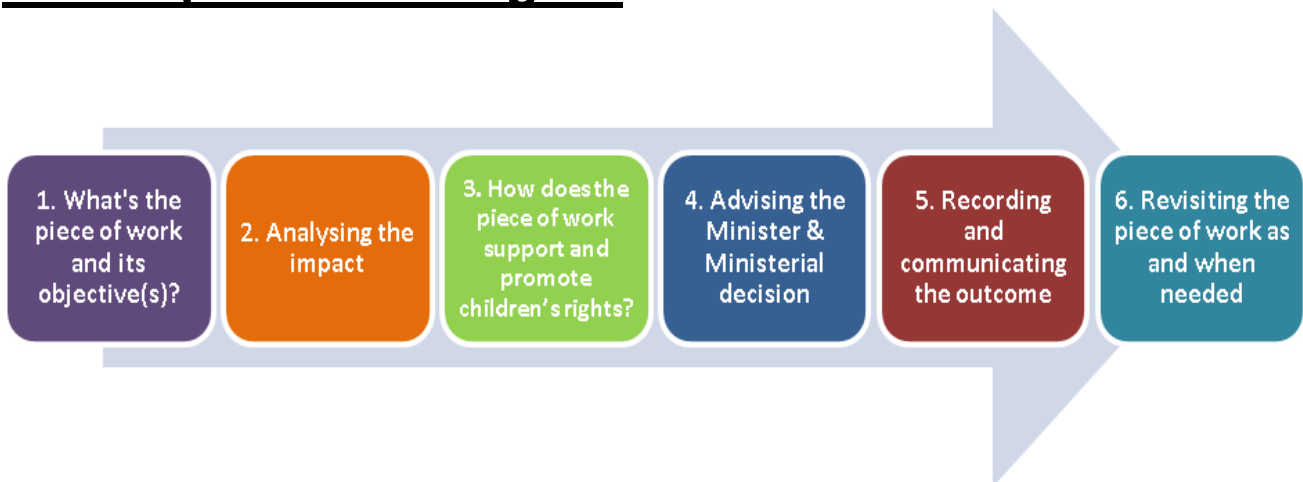 1. What's the
piece of work
and its
objective(s)?
2. Analysing the
impact
3. How does the
piece of work
support and
promote
children's rights?
4. Advising the
Minister &
Ministerial
decision
5. Recording
and
communicating
the outcome
6. Revisiting the
piece of work as
and when
needed